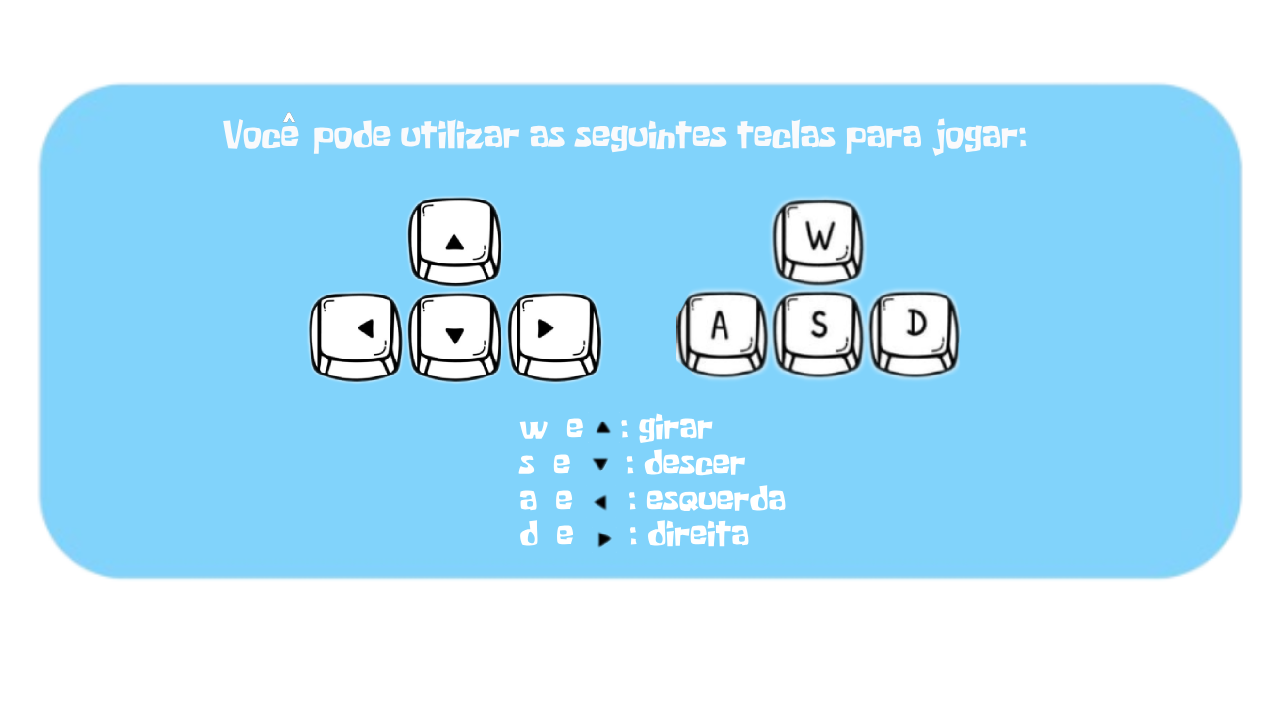 Você pode utilizar as seguintes teclas para jogar:
▲ W
◀ ▼ ▶ A S D
w e ▲ : girar
s e ▼ : descer
a e ◀ : esquerda
d e ▶ : direita